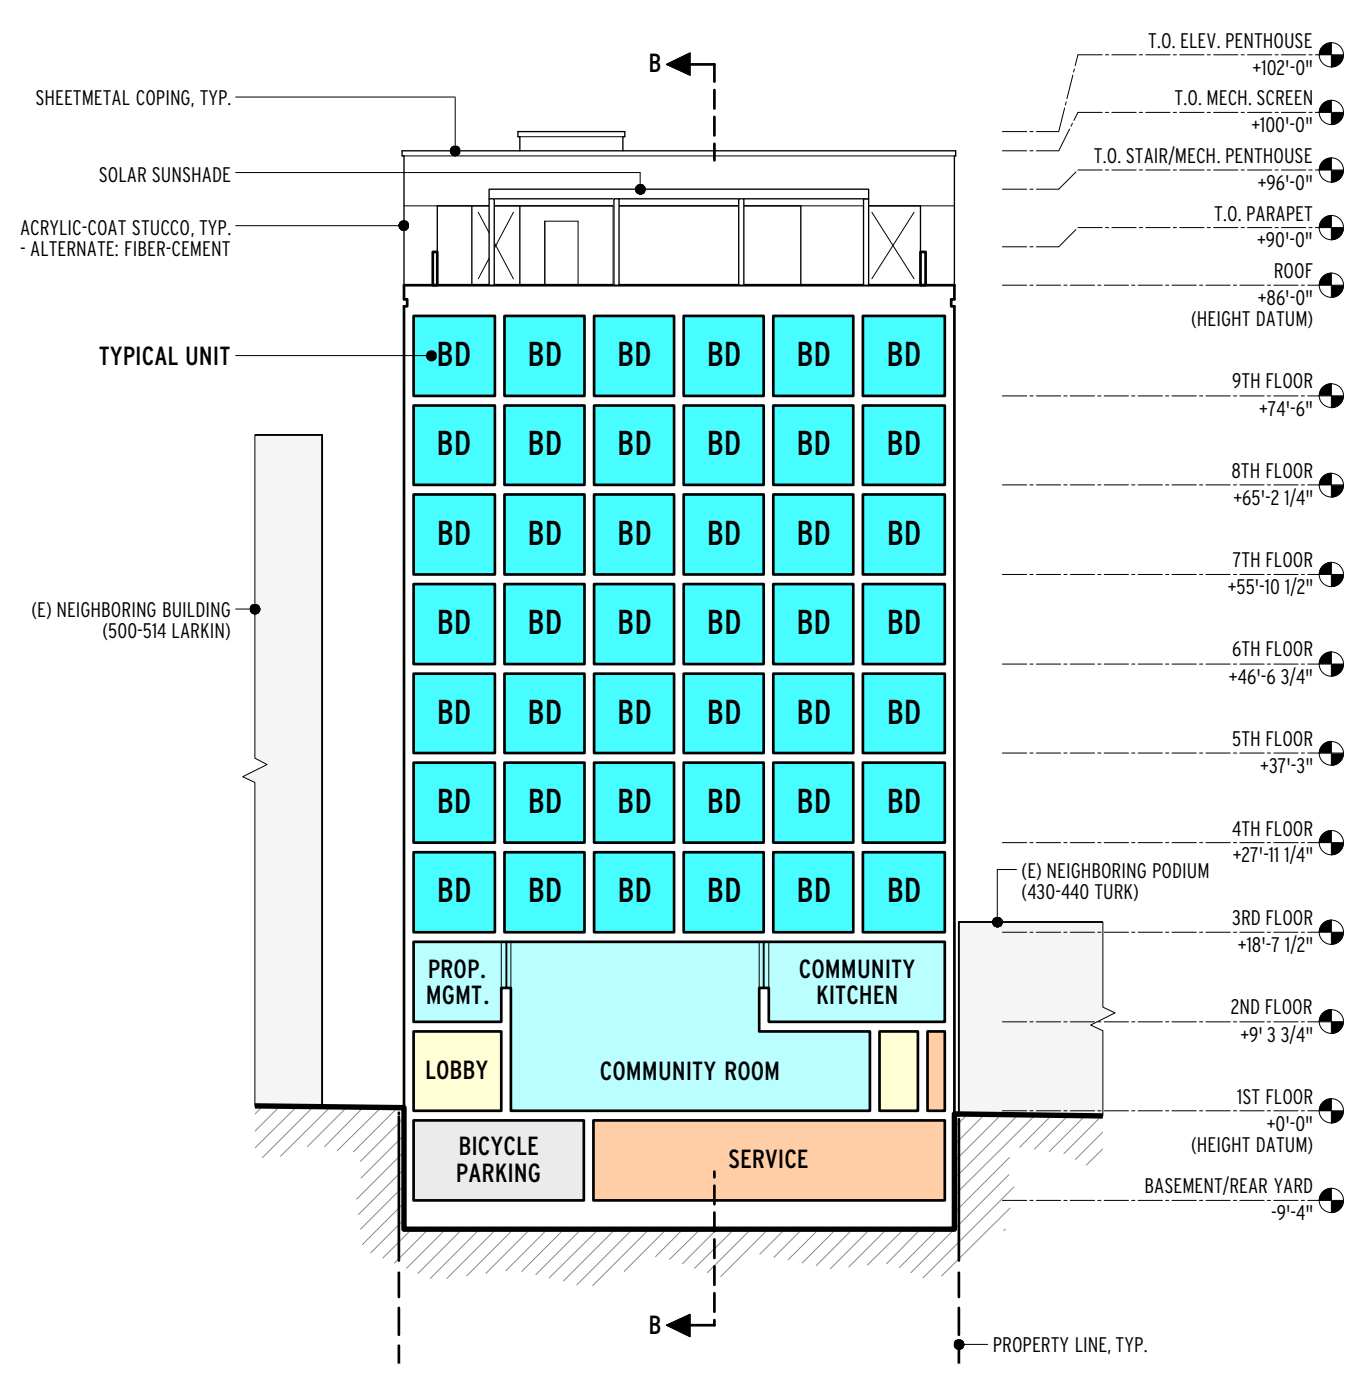 T.O. ELEV. PENTHOUSE
+102'-0"
B
SHEETMETAL COPING, TYP.
T.O. MECH. SCREEN
+100'-0"
T.O. STAIR/MECH. PENTHOUSE
+96'-0"
SOLAR SUNSHADE
T.O. PARAPET
+90'-0"
ACRYLIC-COAT STUCCO, TYP.
- ALTERNATE: FIBER-CEMENT
ROOF
+86'-0"
(HEIGHT DATUM)
TYPICAL UNIT
BD BD BD BD BD BD
9TH FLOOR
+74'-6"
BD BD BD BD BD BD
8TH FLOOR
+65'-2 1/4"
BD BD BD BD BD BD
7TH FLOOR
+55'-10 1/2"
(E) NEIGHBORING BUILDING
(500-514 LARKIN)
BD BD BD BD BD BD
6TH FLOOR
+46'-6 3/4"
BD BD BD BD BD BD
5TH FLOOR
+37'-3"
BD BD BD BD BD BD
4TH FLOOR
+27'-11 1/4"
BD BD BD BD BD BD
(E) NEIGHBORING PODIUM
(430-440 TURK)
3RD FLOOR
+18'-7 1/2"
PROP.
MGMT.
COMMUNITY
KITCHEN
2ND FLOOR
+9' 3 3/4"
LOBBY
COMMUNITY ROOM
1ST FLOOR
+0'-0"
(HEIGHT DATUM)
BICYCLE
PARKING
SERVICE
BASEMENT/REAR YARD
-9'-4"
B
PROPERTY LINE, TYP.